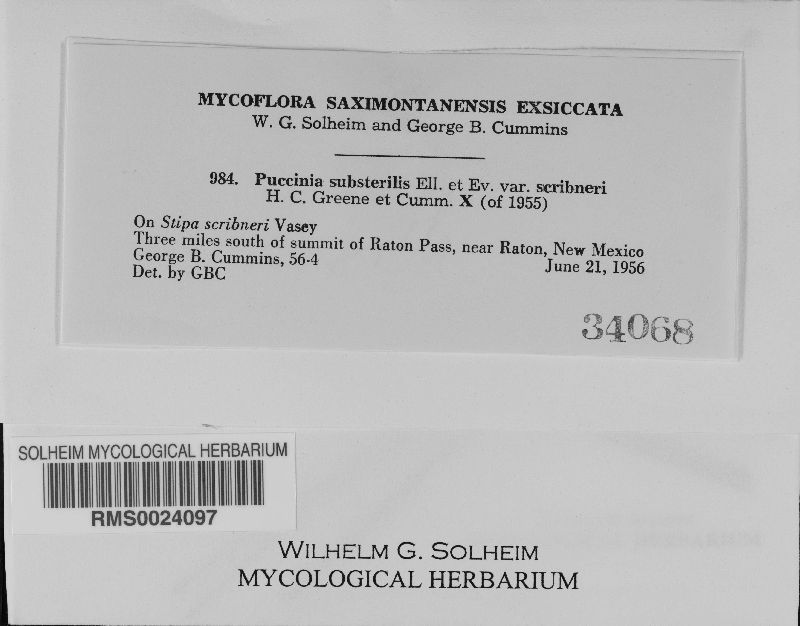 MYCOFLORA SAXIMONTANENSIS EXSICCATA
W. G. Solheim and George B. Cummins
984. Puccinia substerilis Ell. et Ev. var. scribneri
H. C. Greene et Cumm. X (of 1955)
On Stipa scribneri Vasey
Three miles south of summit of Raton Pass, near Raton, New Mexico
George B. Cummins, 56-4 June 21, 1956
Det. by GBC
34068
SOLHEIM MYCOLOGICAL HERBARIUM
RMS0024097
WILHELM G. SOLHEIM
MYCOLOGICAL HERBARIUM